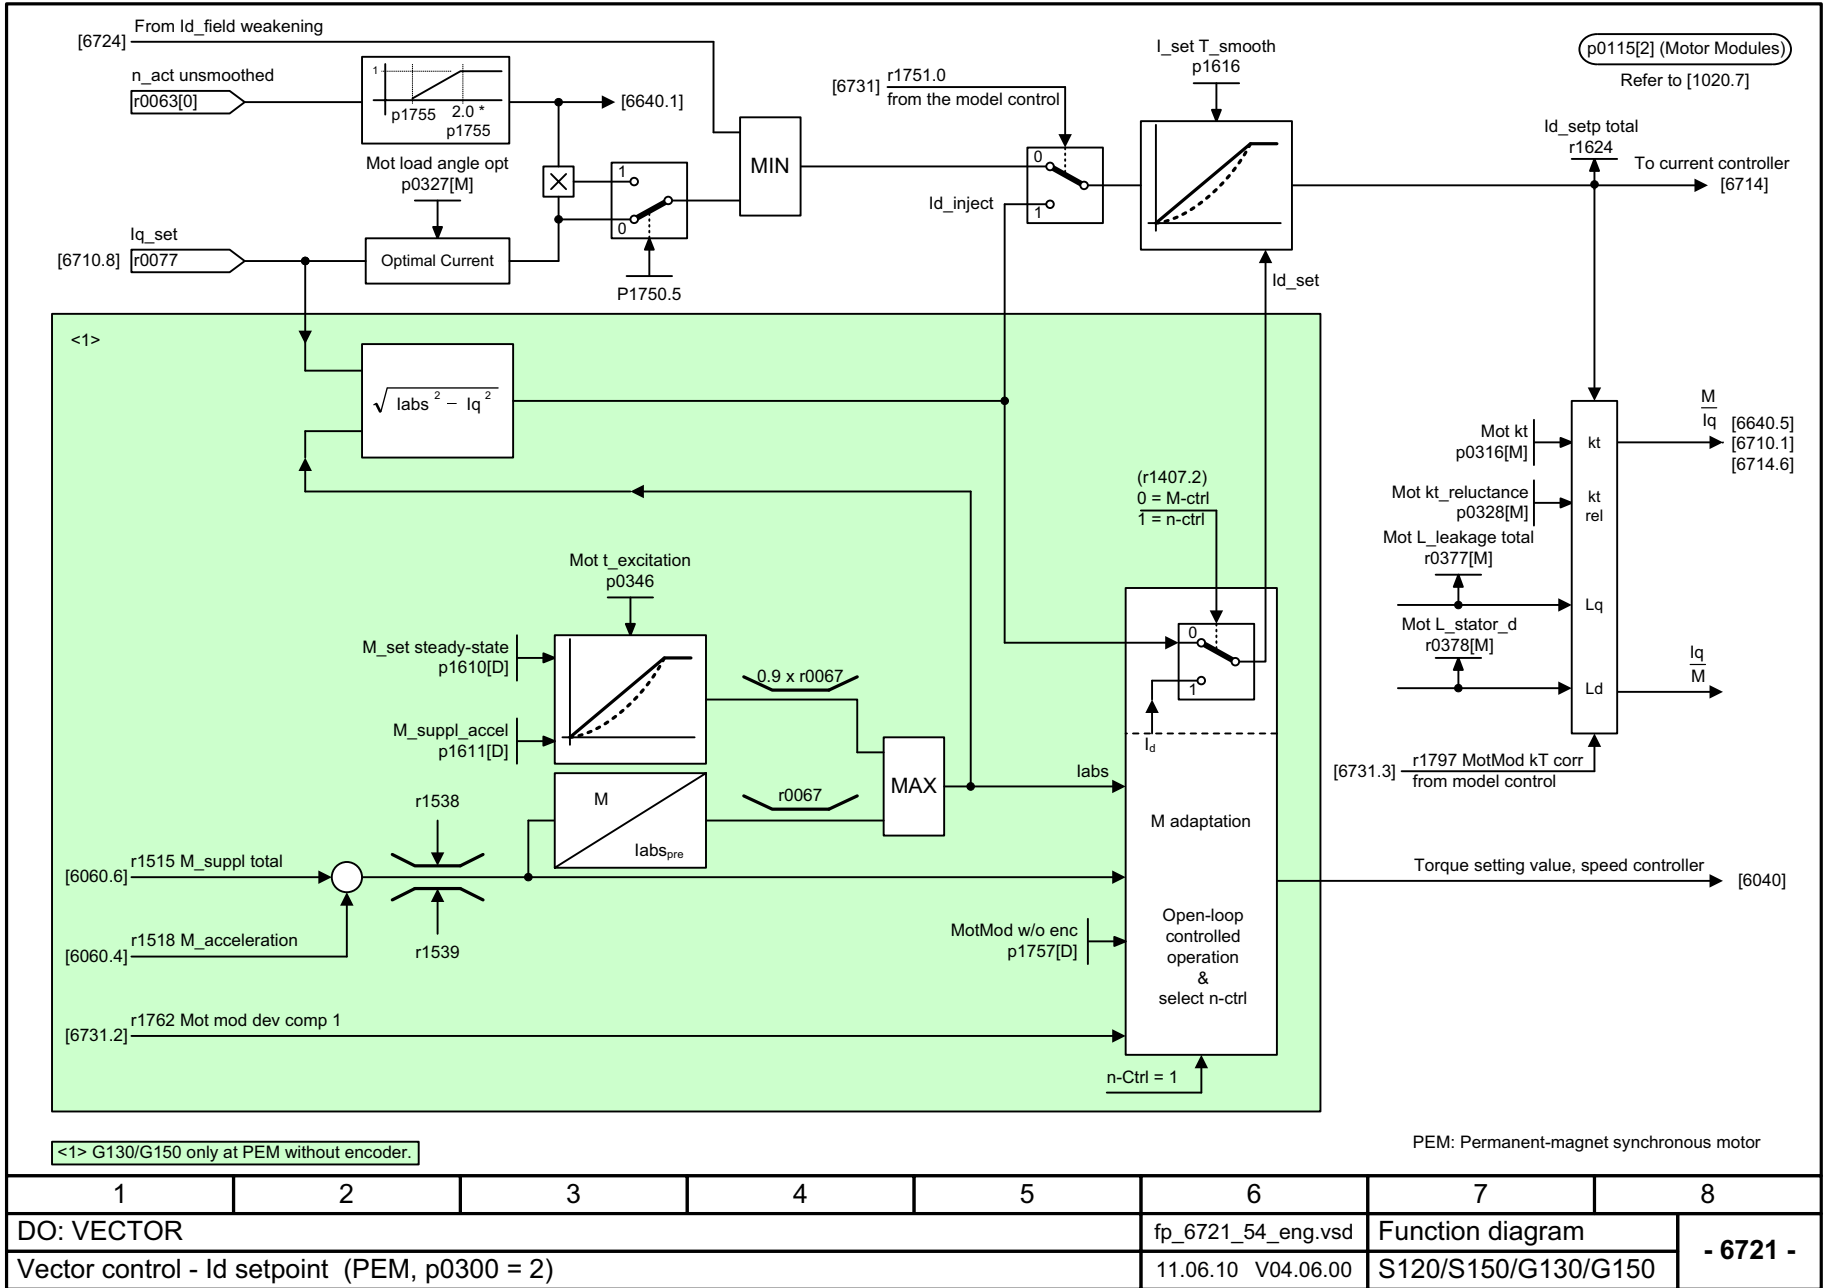 From Id_field weakening
[6724]
n_act unsmoothed
r0063[0]
1
p1755
2.0 *
p1755
[6640.1]
Mot load angle opt
p0327[M]
Iq_set
[6710.8]
r0077
Optimal Current
1
0
P1750.5
MIN
[6731]
r1751.0
from the model control
Id_inject
0
1
I_set T_smooth
p1616
Id_set
p0115[2] (Motor Modules)
Refer to [1020.7]
Id_setp total
r1624
To current controller
[6714]
<1>
√ Iabs 2 – Iq 2
(r1407.2)
0 = M-ctrl
1 = n-ctrl
Mot t_excitation
p0346
M_set steady-state
p1610[D]
M_suppl_accel
p1611[D]
0.9 x r0067
M
Iabspre
r0067
MAX
Iabs
r1538
r1539
r1515 M_suppl total
[6060.6]
r1518 M_acceleration
[6060.4]
MotMod w/o enc
p1757[D]
r1762 Mot mod dev comp 1
[6731.2]
n-Ctrl = 1
0
1
Id
M adaptation
Open-loop
controlled
operation
&
select n-ctrl
Mot kt
p0316[M]
Mot kt_reluctance
p0328[M]
Mot L_leakage total
r0377[M]
Mot L_stator_d
r0378[M]
kt
kt
rel
Lq
Ld
M
Iq
[6640.5]
[6710.1]
[6714.6]
Iq
M
[6731.3]
r1797 MotMod kT corr
from model control
Torque setting value, speed controller
[6040]
<1> G130/G150 only at PEM without encoder.
PEM: Permanent-magnet synchronous motor
1 2 3 4 5 6 7 8
DO: VECTOR
fp_6721_54_eng.vsd
Function diagram
- 6721 -
Vector control - Id setpoint (PEM, p0300 = 2)
11.06.10 V04.06.00
S120/S150/G130/G150